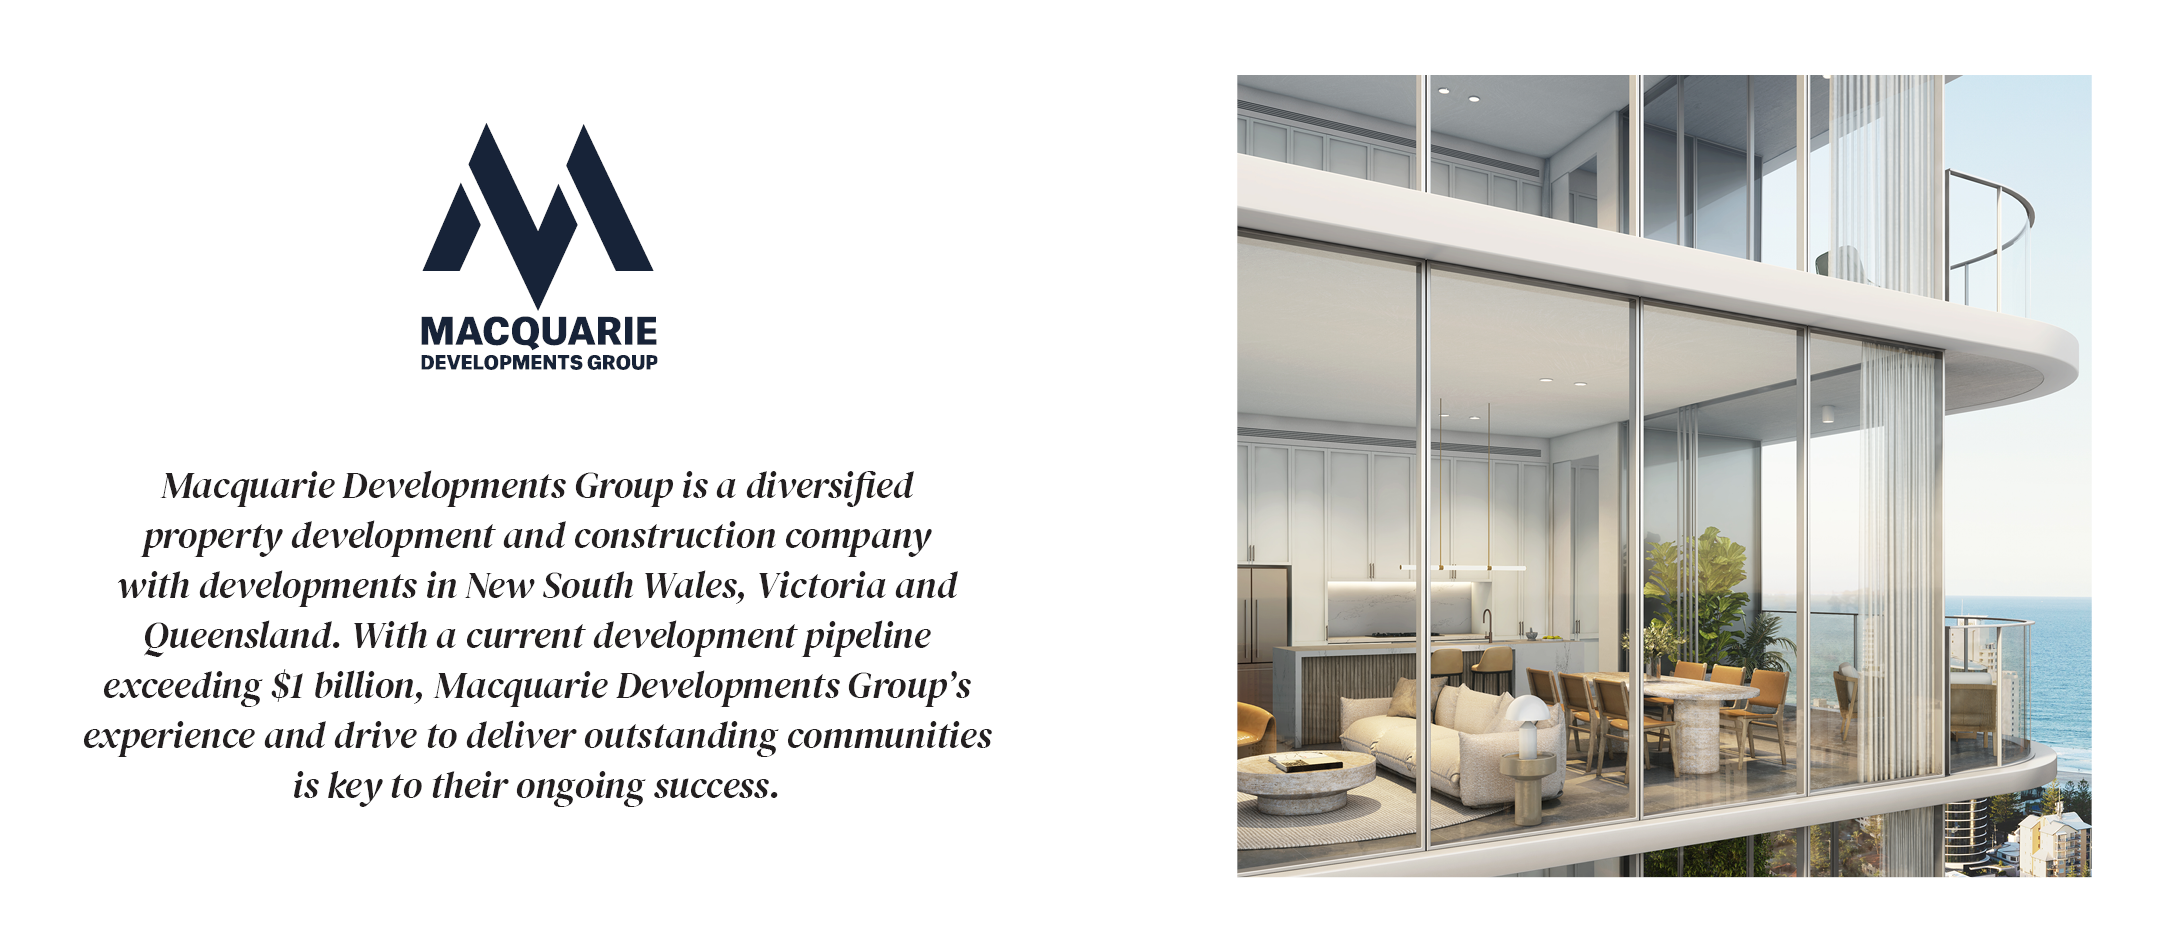 MACQUARIE
DEVELOPMENTS GROUP
Macquarie Developments Group is a diversified
property development and construction company
with developments in New South Wales, Victoria and
Queensland. With a current development pipeline
exceeding $1 billion, Macquarie Developments Group’s
experience and drive to deliver outstanding communities
is key to their ongoing success.